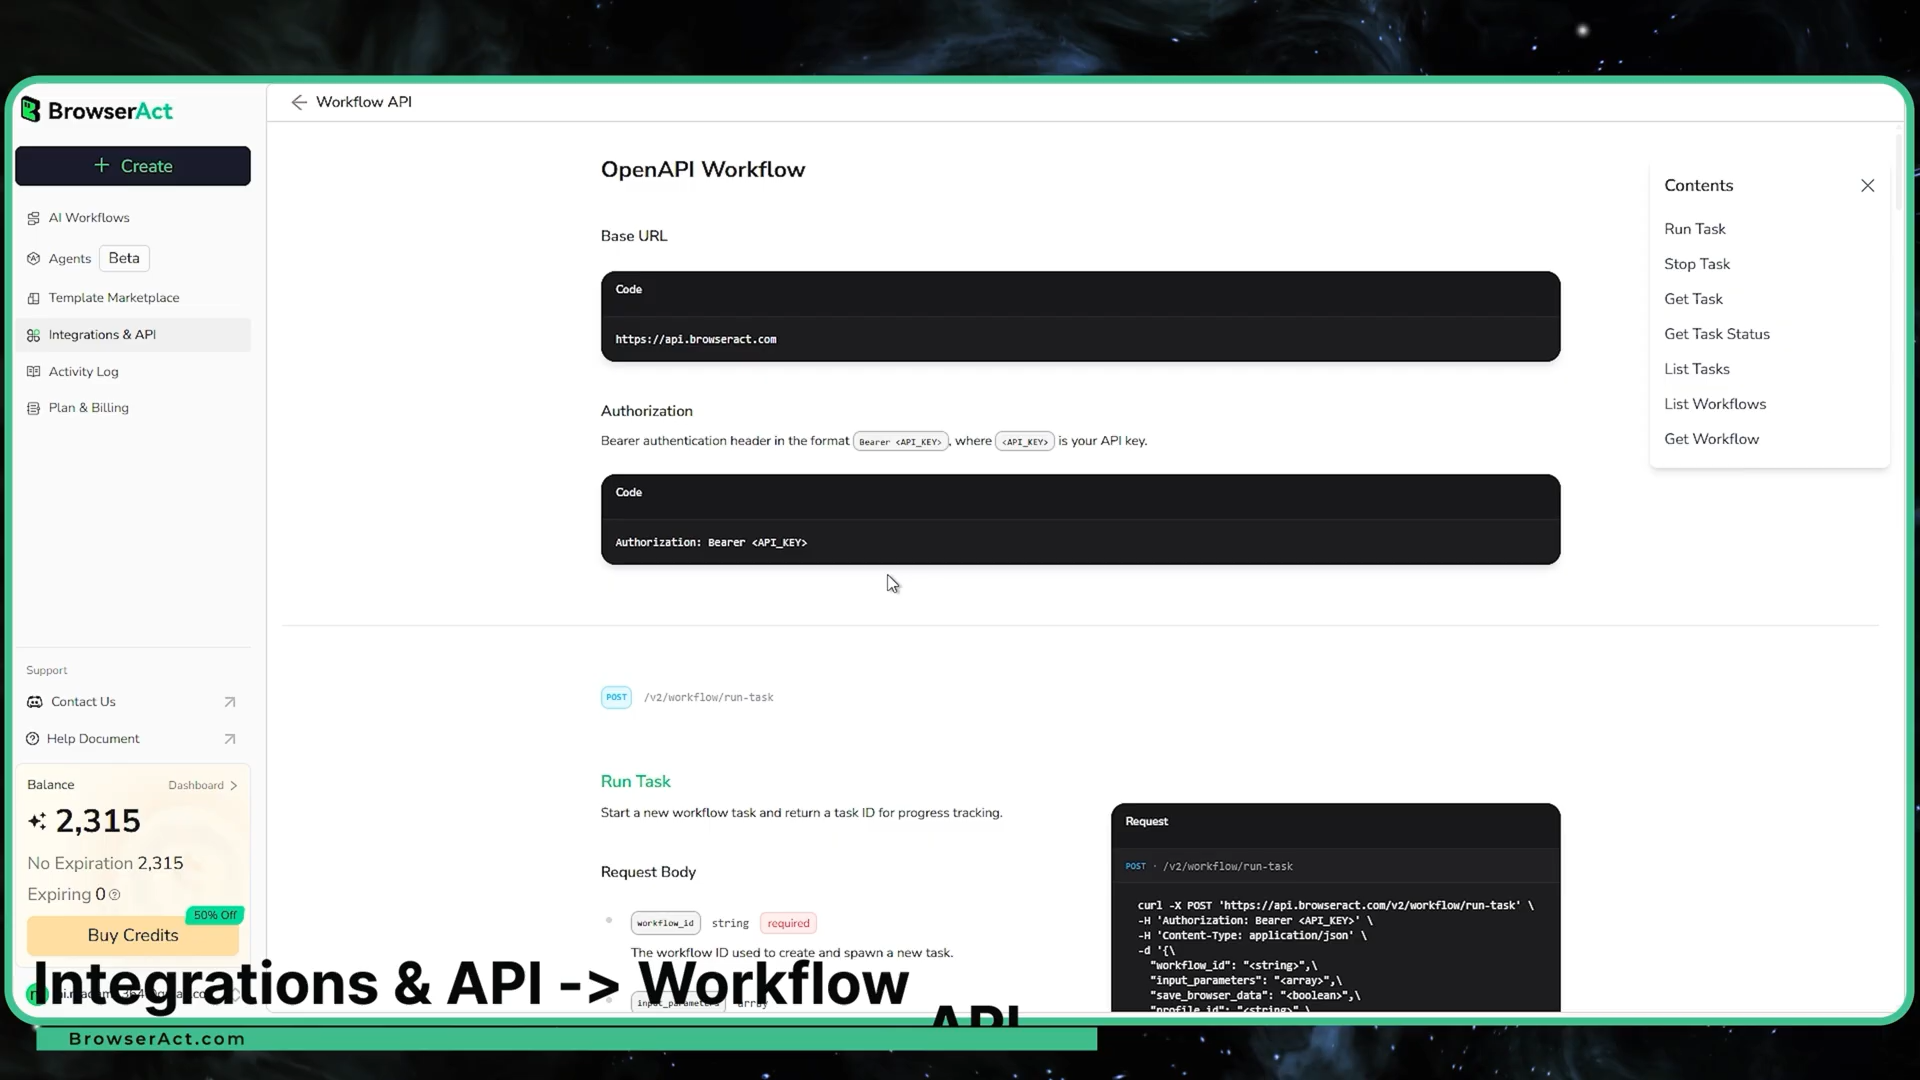 BrowserAct
Create
AI Workflows
Agents Beta
Template Marketplace
Integrations & API
Activity Log
Plan & Billing
Support
Contact Us
Help Document
Balance Dashboard
2,315
No Expiration 2,315
Expiring 0
50% Off
Buy Credits
Workflow API
OpenAPI Workflow
Base URL
Code
https://api.browseract.com
Authorization
Bearer authentication header in the format Bearer <API_KEY>, where <API_KEY> is your API key.
Code
Authorization: Bearer <API_KEY>
POST /v2/workflow/run-task
Run Task
Start a new workflow task and return a task ID for progress tracking.
Request Body
workflow_id string required
The workflow ID used to create and spawn a new task.
input_parameters array
Request
POST · /v2/workflow/run-task
curl -X POST 'https://api.browseract.com/v2/workflow/run-task' \
-H 'Authorization: Bearer <API_KEY>' \
-H 'Content-Type: application/json' \
-d '{\
"workflow_id": "<string>",\
"input_parameters": "<array>",\
"save_browser_data": "<boolean>",\
"profile_id": "<string>",\
Contents
Run Task
Stop Task
Get Task
Get Task Status
List Tasks
List Workflows
Get Workflow
Integrations & API -> Workflow
API
BrowserAct.com